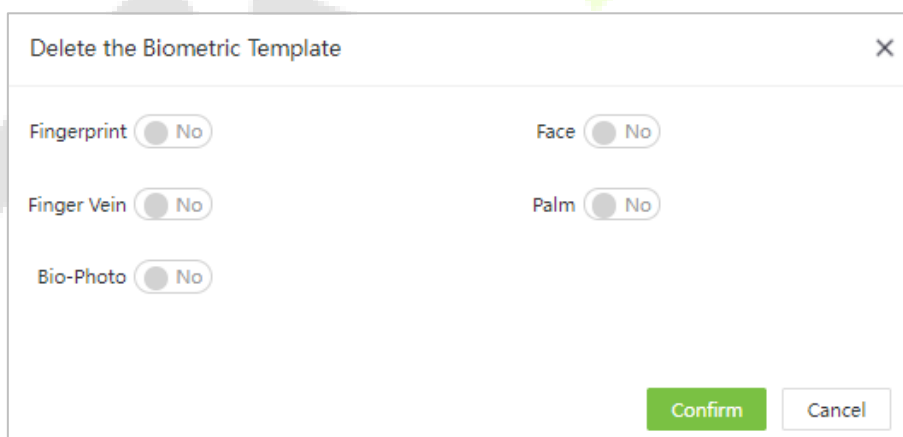 Delete the Biometric Template
Fingerprint No Face No
Finger Vein No Palm No
Bio-Photo No
Confirm Cancel